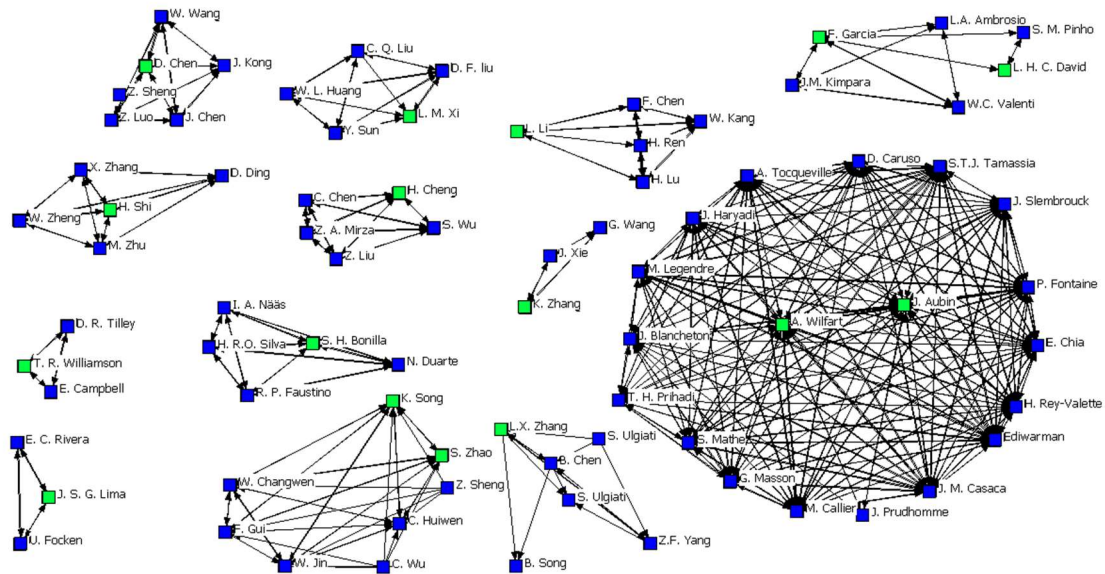 W. Wang
D. Chen
J. Kong
Z. Sheng
Z. Luo
J. Chen
C. Q. Liu
D. F. liu
W. L. Huang
L. M. Xi
Y. Sun
F. Garcia
L.A. Ambrosio
S. M. Pinho
L. H. C. David
J.M. Kimpara
W.C. Valenti
F. Chen
W. Kang
L. Li
H. Ren
H. Lu
X. Zhang
D. Ding
H. Shi
W. Zheng
M. Zhu
H. Cheng
C. Chen
Z. A. Mirza
S. Wu
Z. Liu
G. Wang
J. Xie
K. Zhang
D. Caruso
A. Tocqueville
S.T.J. Tamassia
J. Slembrouck
J. Haryadi
M. Legendre
P. Fontaine
J. Aubin
A. Wilfart
J. Blancheton
E. Chia
T. H. Prihadi
H. Rey-Valette
S. Mathe
Ediwarman
G. Masson
J. M. Casaca
M. Callier
J. Prudhomme
D. R. Tilley
T. R. Williamson
E. Campbell
I. A. Nääs
H. R.O. Silva
S. H. Bonilla
N. Duarte
R. P. Faustino
E. C. Rivera
J. S. G. Lima
U. Focken
K. Song
S. Zhao
W. Changwen
Z. Sheng
F. Gui
C. Huiwen
W. Jin
C. Wu
L.X. Zhang
S. Ulgiati
B. Chen
S. Ulgiati
Z.F. Yang
B. Song